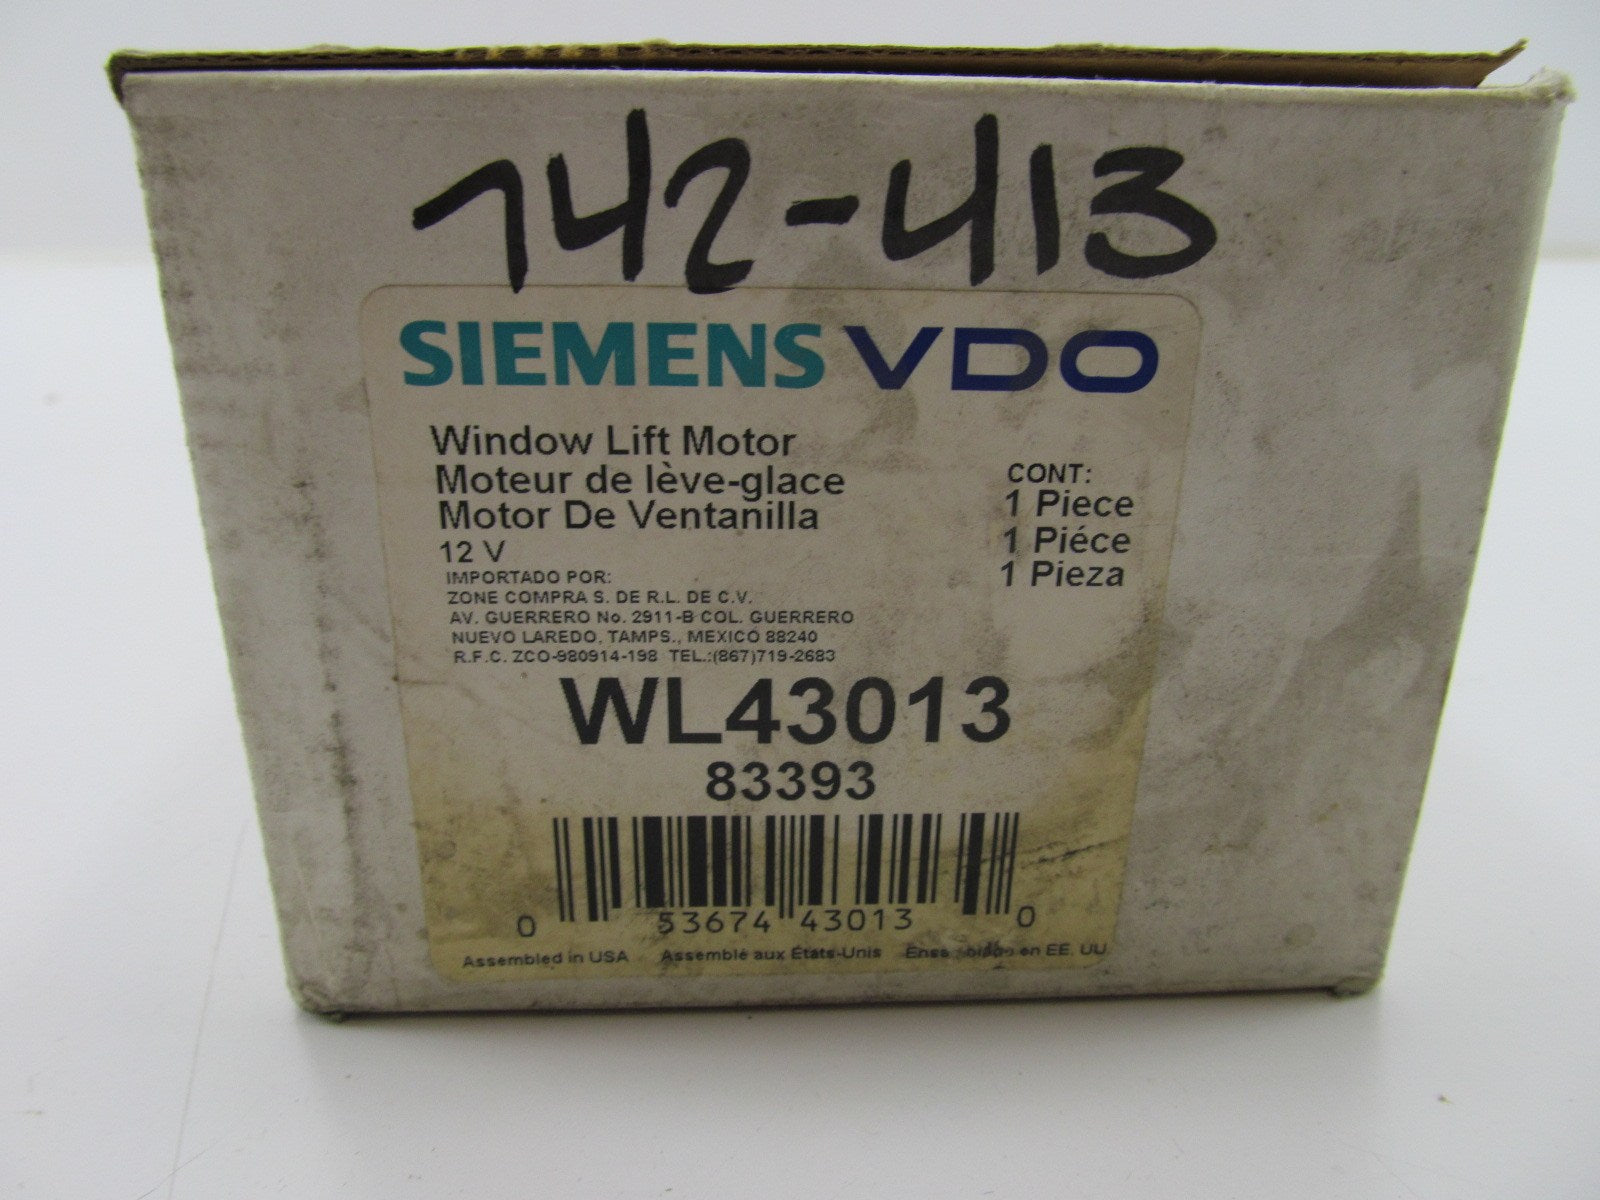 742-413
SIEMENS VDO
Window Lift Motor
Moteur de lève-glace
Motor De Ventanilla
12 V
CONT:
1 Piece
1 Piéce
1 Pieza
IMPORTADO POR:
ZONE COMPRA S. DE R.L. DE C.V.
AV. GUERRERO No. 2911-B COL. GUERRERO
NUEVO LAREDO, TAMPS., MEXICO 88240
R.F.C. ZCO-980914-198 TEL.:(867)719-2683
WL43013
83393
0 53674 43013 0
Assembled in USA Assemblé aux États-Unis en EE. UU